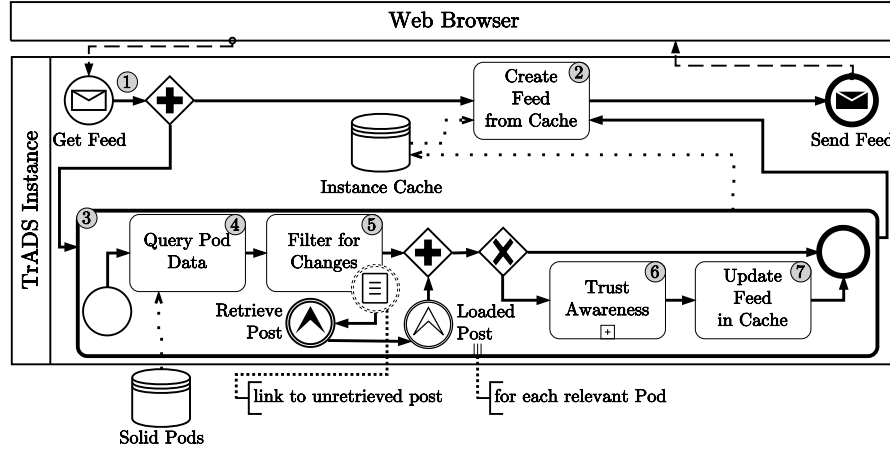 Web Browser
TrADS Instance
1
Get Feed
2
Create
Feed
from Cache
Send Feed
Instance Cache
3
4
Query Pod
Data
5
Filter for
Changes
Retrieve
Post
Loaded
Post
6
Trust
Awareness
+
7
Update
Feed
in Cache
link to unretrieved post
for each relevant Pod
Solid Pods